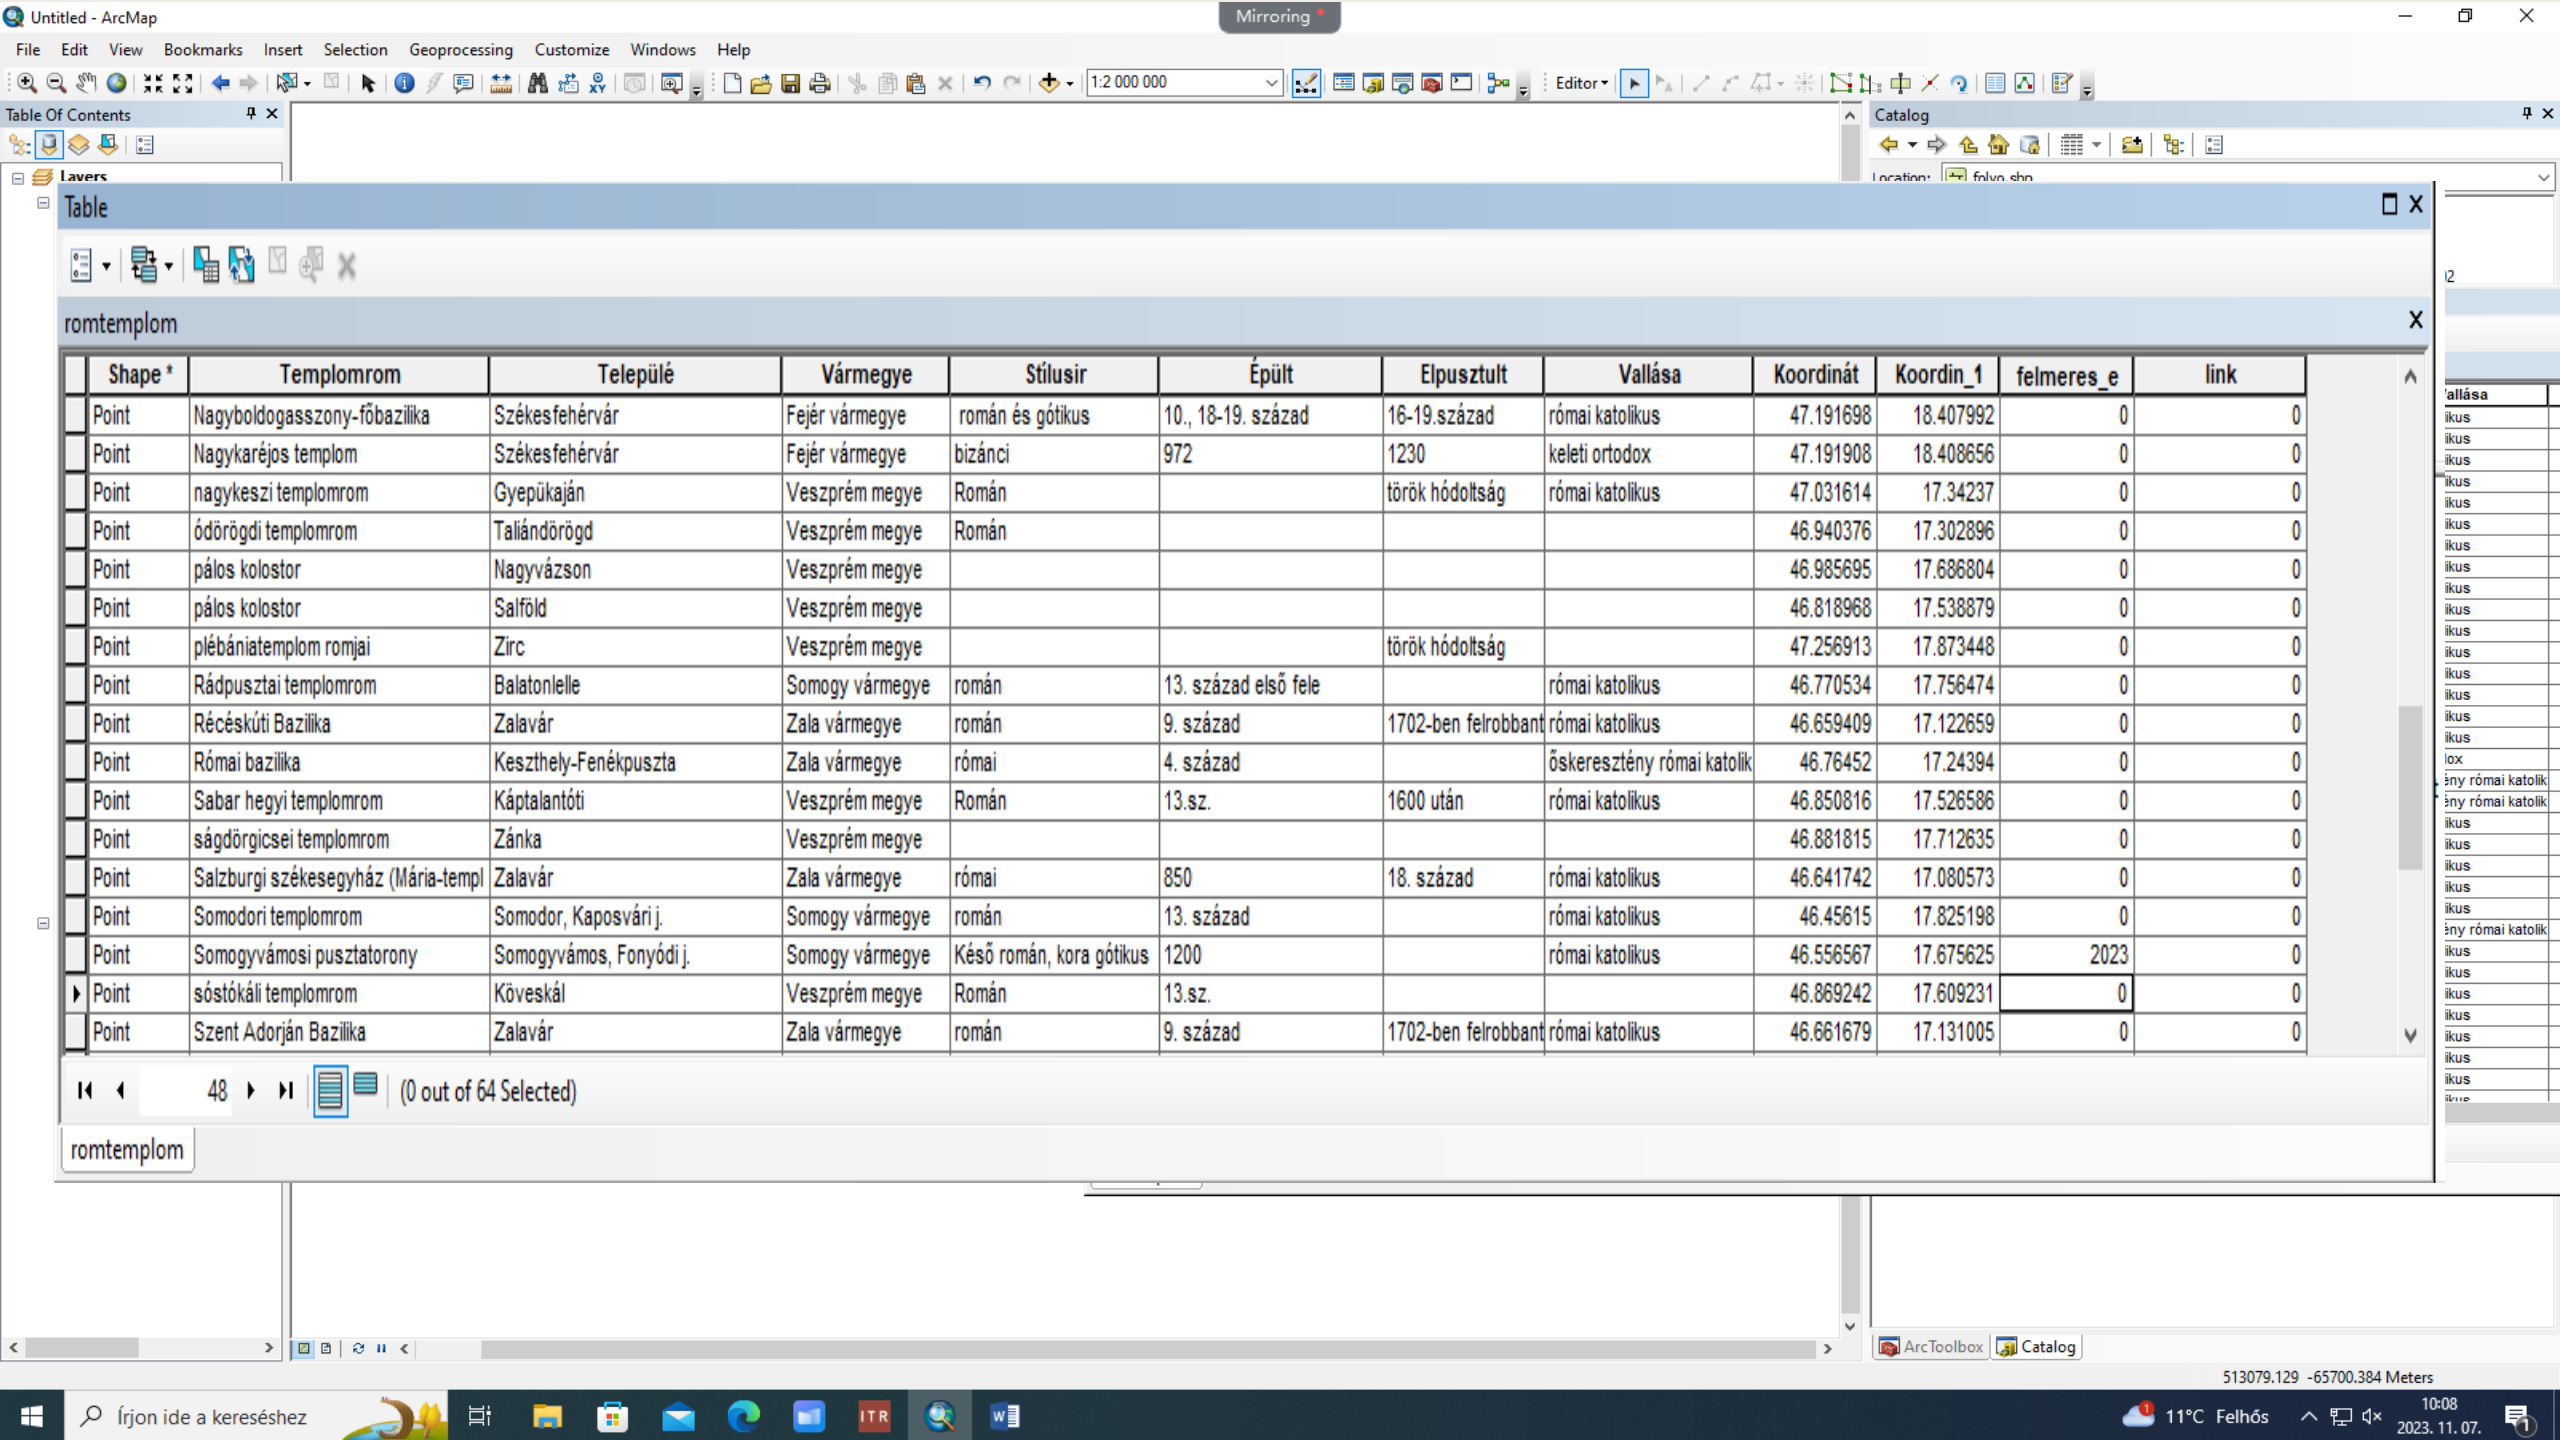 Untitled - ArcMap
Mirroring
File Edit View Bookmarks Insert Selection Geoprocessing Customize Windows Help
1:2 000 000 Editor
Table Of Contents
Catalog
Layers
Location: folyo.shp
Table
romtemplom
Shape * Templomrom Települé Vármegye Stílusir Épült Elpusztult Vallása Koordinát Koordin_1 felmeres_e link
Point Nagyboldogasszony-főbazilika Székesfehérvár Fejér vármegye román és gótikus 10., 18-19. század 16-19.század római katolikus 47.191698 18.407992 0 0
Point Nagykaréjos templom Székesfehérvár Fejér vármegye bizánci 972 1230 keleti ortodox 47.191908 18.408656 0 0
Point nagykeszi templomrom Gyepükaján Veszprém megye Román török hódoltság római katolikus 47.031614 17.34237 0 0
Point ódörögdi templomrom Taliándörögd Veszprém megye Román 46.940376 17.302896 0 0
Point pálos kolostor Nagyvázson Veszprém megye 46.985695 17.686804 0 0
Point pálos kolostor Salföld Veszprém megye 46.818968 17.538879 0 0
Point plébániatemplom romjai Zirc Veszprém megye török hódoltság 47.256913 17.873448 0 0
Point Rádpusztai templomrom Balatonlelle Somogy vármegye román 13. század első fele római katolikus 46.770534 17.756474 0 0
Point Récéskúti Bazilika Zalavár Zala vármegye román 9. század 1702-ben felrobbant római katolikus 46.659409 17.122659 0 0
Point Római bazilika Keszthely-Fenékpuszta Zala vármegye római 4. század őskeresztény római katolik 46.76452 17.24394 0 0
Point Sabar hegyi templomrom Káptalantóti Veszprém megye Román 13.sz. 1600 után római katolikus 46.850816 17.526586 0 0
Point ságdörgicsei templomrom Zánka Veszprém megye 46.881815 17.712635 0 0
Point Salzburgi székesegyház (Mária-templ Zalavár Zala vármegye római 850 18. század római katolikus 46.641742 17.080573 0 0
Point Somodori templomrom Somodor, Kaposvári j. Somogy vármegye román 13. század római katolikus 46.45615 17.825198 0 0
Point Somogyvámosi pusztatorony Somogyvámos, Fonyódi j. Somogy vármegye Késő román, kora gótikus 1200 római katolikus 46.556567 17.675625 2023 0
Point sóstókáli templomrom Köveskál Veszprém megye Román 13.sz. 46.869242 17.609231 0 0
Point Szent Adorján Bazilika Zalavár Zala vármegye román 9. század 1702-ben felrobbant római katolikus 46.661679 17.131005 0 0
48 (0 out of 64 Selected)
romtemplom
ArcToolbox Catalog
513079.129 -65700.384 Meters
Írjon ide a kereséshez
ITR
1
11°C Felhős
10:08
2023. 11. 07.
1